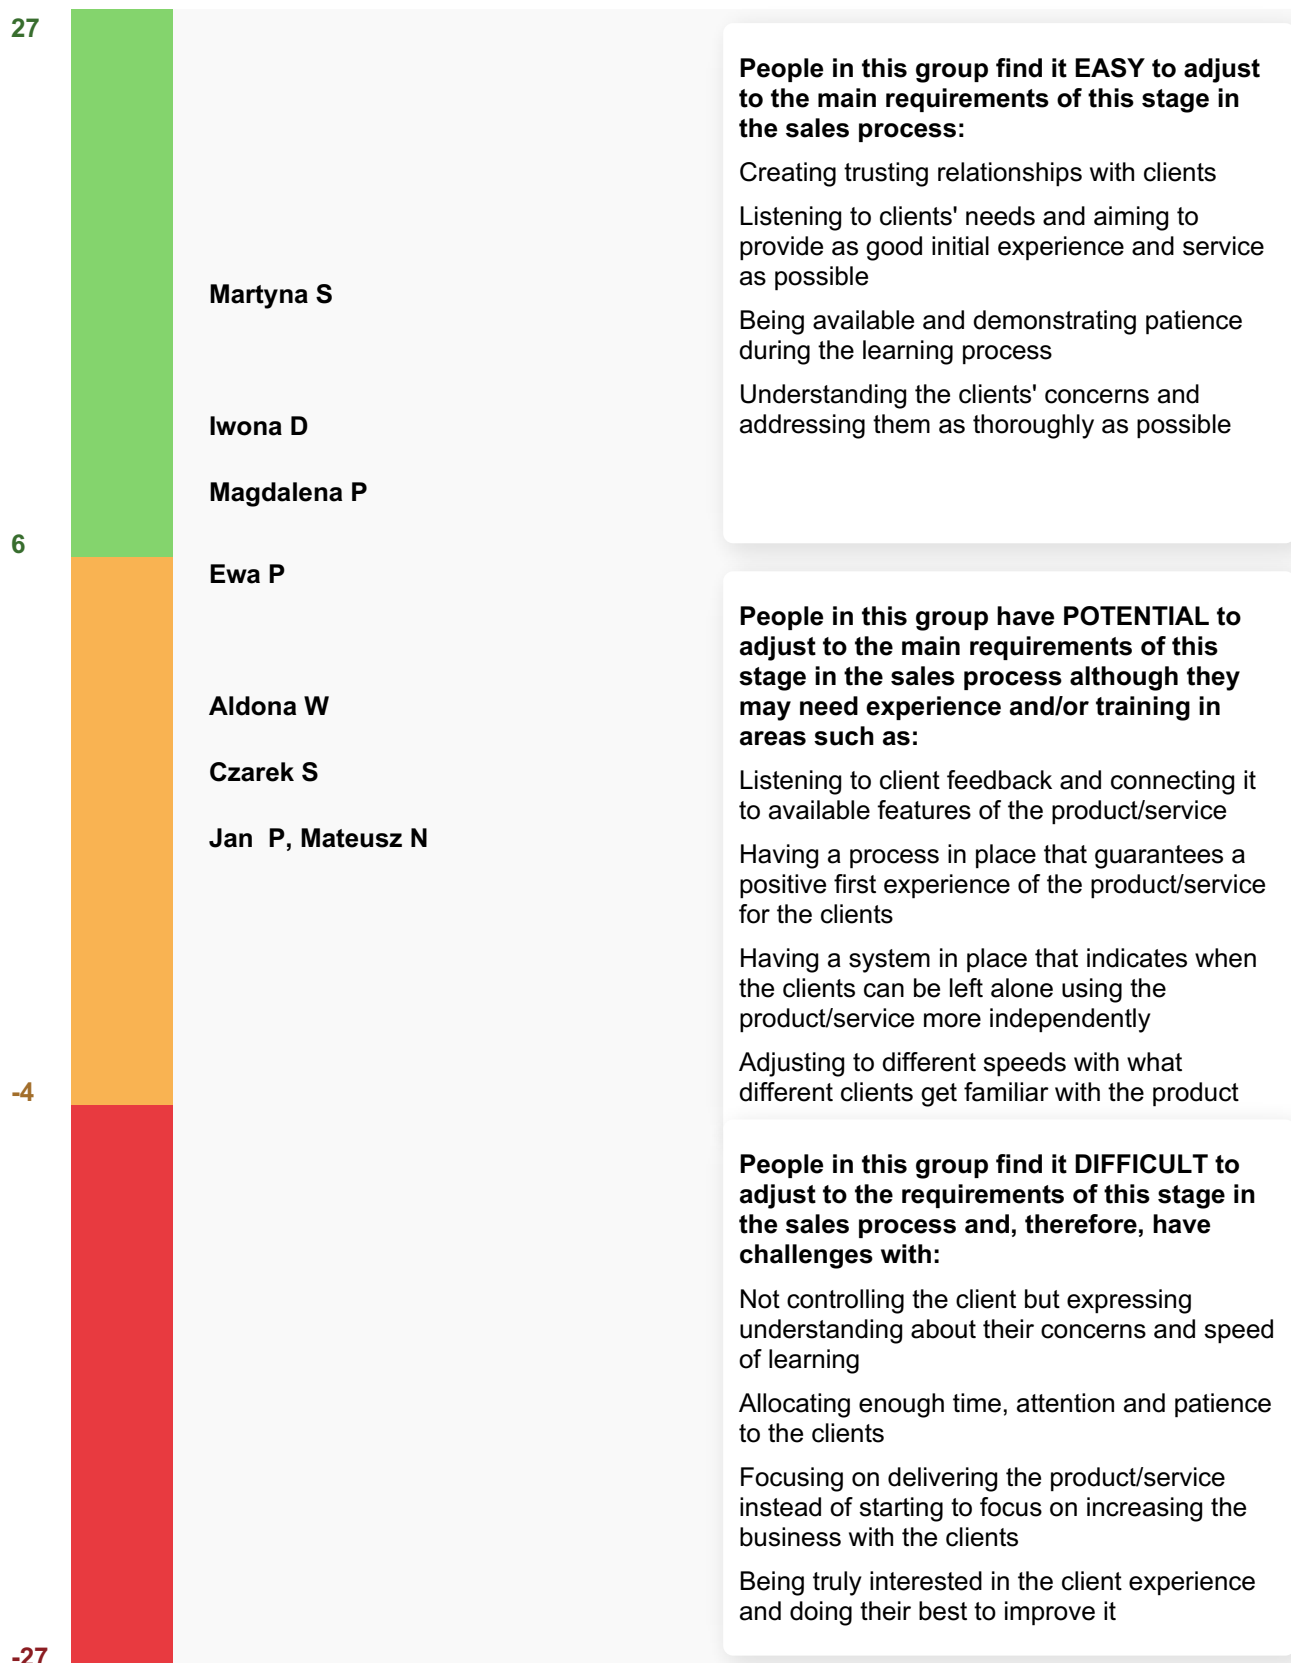 27
People in this group find it EASY to adjust
to the main requirements of this stage in
the sales process:
Creating trusting relationships with clients
Listening to clients' needs and aiming to
provide as good initial experience and service
as possible
Martyna S
Being available and demonstrating patience
during the learning process
Understanding the clients' concerns and
addressing them as thoroughly as possible
Iwona D
Magdalena P
6
Ewa P
People in this group have POTENTIAL to
adjust to the main requirements of this
stage in the sales process although they
may need experience and/or training in
areas such as:
Aldona W
Czarek S
Jan  P, Mateusz N
Listening to client feedback and connecting it
to available features of the product/service
Having a process in place that guarantees a
positive first experience of the product/service
for the clients
Having a system in place that indicates when
the clients can be left alone using the
product/service more independently
Adjusting to different speeds with what
different clients get familiar with the product
-4
People in this group find it DIFFICULT to
adjust to the requirements of this stage in
the sales process and, therefore, have
challenges with:
Not controlling the client but expressing
understanding about their concerns and speed
of learning
Allocating enough time, attention and patience
to the clients
Focusing on delivering the product/service
instead of starting to focus on increasing the
business with the clients
Being truly interested in the client experience
and doing their best to improve it
-27